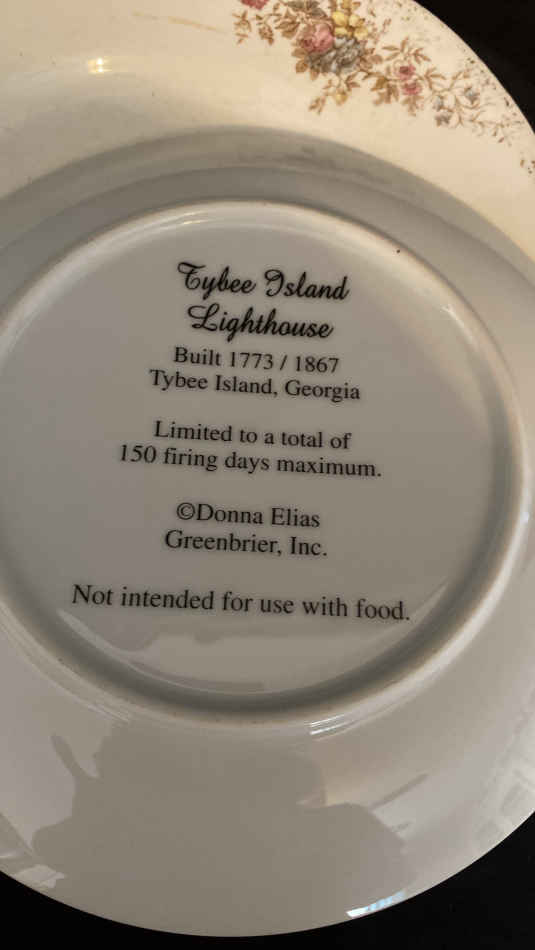 Tybee Island
Lighthouse
Built 1773 / 1867
Tybee Island, Georgia
Limited to a total of
150 firing days maximum.
©Donna Elias
Greenbrier, Inc.
Not intended for use with food.